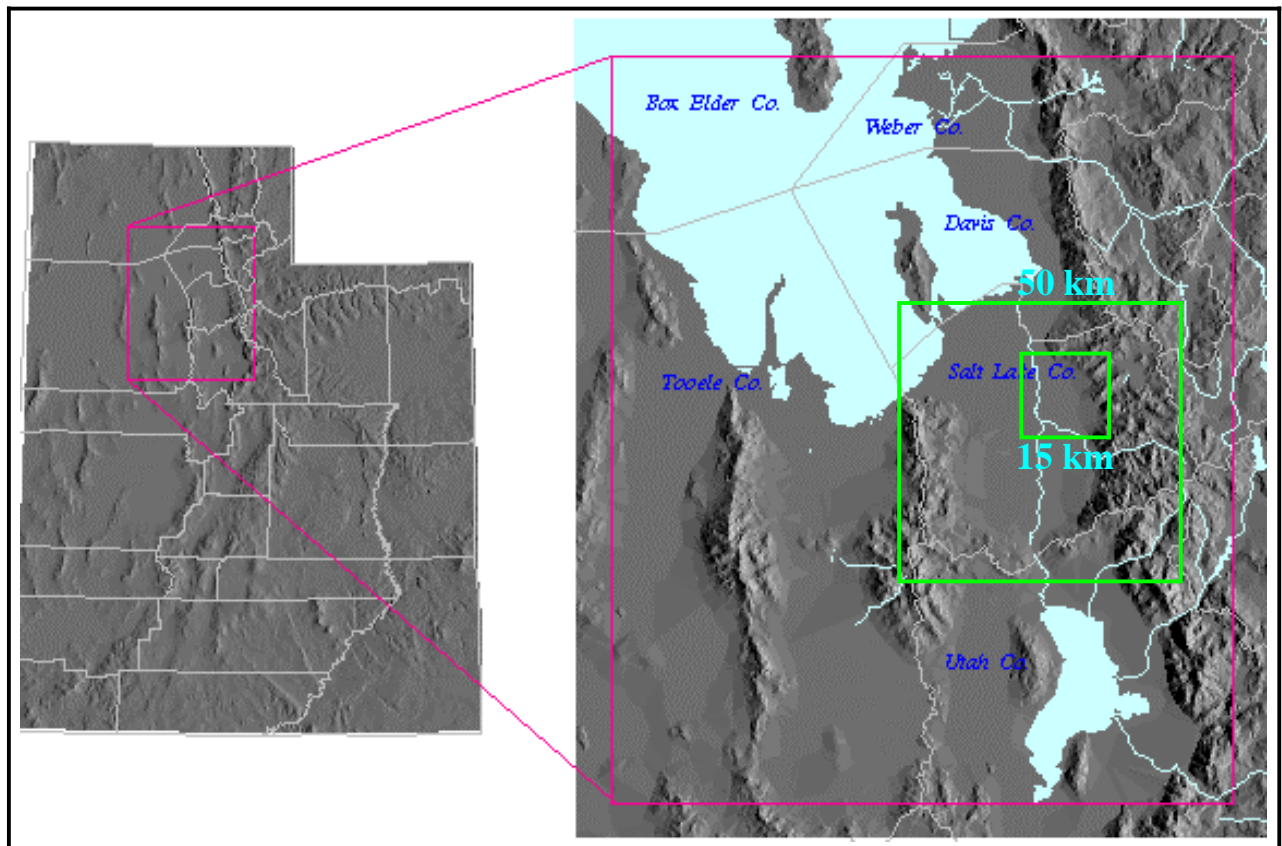 Box Elder Co.
Weber Co.
Davis Co.
50 km
Tooele Co.
Salt Lake Co.
15 km
Utah Co.